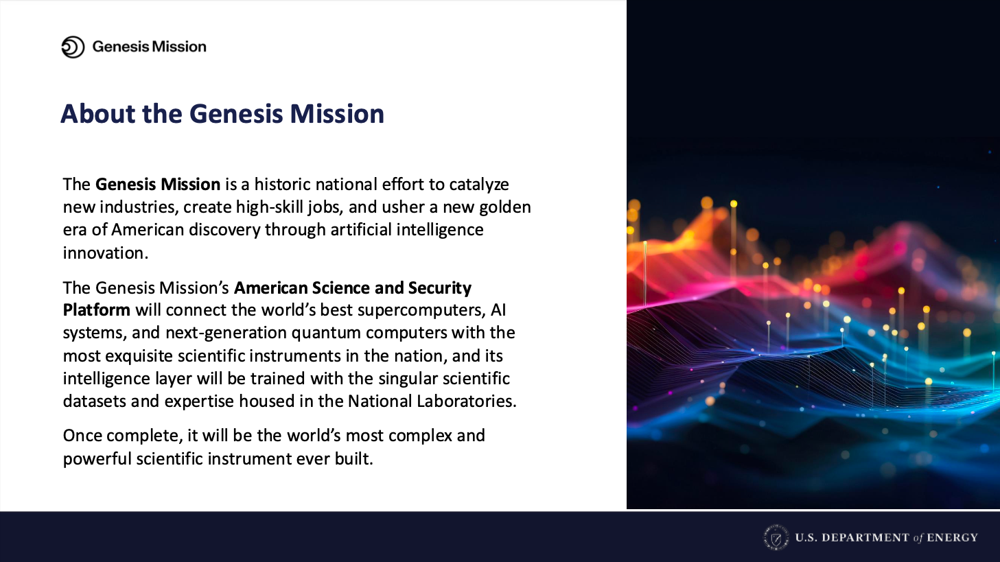 Genesis Mission
About the Genesis Mission
The Genesis Mission is a historic national effort to catalyze
new industries, create high-skill jobs, and usher a new golden
era of American discovery through artificial intelligence
innovation.
The Genesis Mission’s American Science and Security
Platform will connect the world’s best supercomputers, AI
systems, and next-generation quantum computers with the
most exquisite scientific instruments in the nation, and its
intelligence layer will be trained with the singular scientific
datasets and expertise housed in the National Laboratories.
Once complete, it will be the world’s most complex and
powerful scientific instrument ever built.
U.S. DEPARTMENT of ENERGY